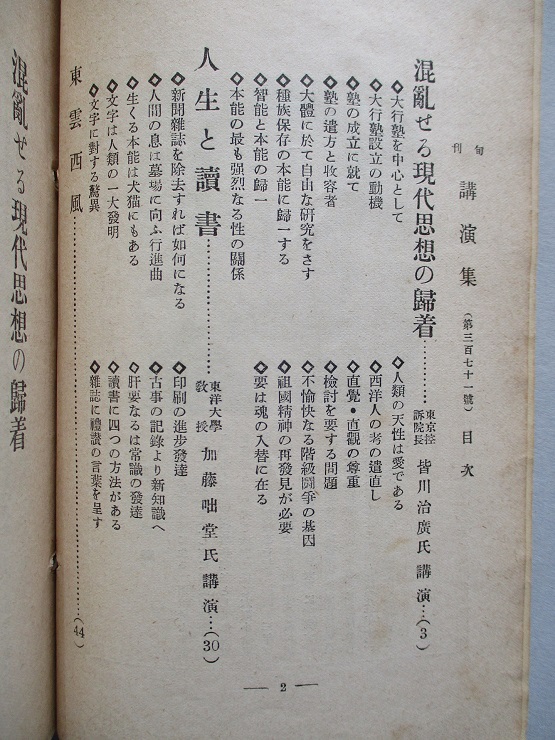 旬刊 講演集 (第三百七十一號) 目次
混亂せる現代思想の歸着…………東京控訴院長 皆川治廣氏講演…(3)
◇大行塾を中心として
◇大行塾設立の動機
◇塾の成立に就て
◇塾の遣方と收容者
◇大體に於て自由な研究をさす
◇種族保存の本能に歸一する
◇智能と本能の歸一
◇本能の最も强烈なる性の關係
◇人類の天性は愛である
◇西洋人の考の遣直し
◇直覺・直觀の尊重
◇檢討を要する問題
◇不愉快なる階級鬪爭の基因
◇祖國精神の再發見が必要
◇要は魂の入替に在る
人生と讀書…………東洋大學敎授 加藤咄堂氏講演…(30)
◇新聞雜誌を除去すれば如何になる
◇人間の息は墓場に向ふ行進曲
◇生くる本能は犬猫にもある
◇文字は人類の一大發明
◇文字に對する驚異
◇印刷の進步發達
◇古事の記錄より新知識へ
◇肝要なるは常識の發達
◇讀書に四つの方法がある
◇雜誌に禮讃の言葉を呈す
東雲西風…………(44)
— 2 —
混亂せる現代思想の歸着